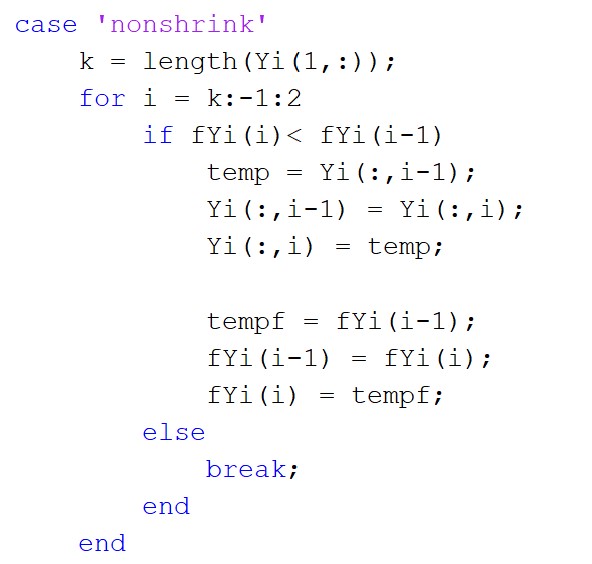 case 'nonshrink'
    k = length(Yi(1,:));
    for i = k:-1:2
        if fYi(i)< fYi(i-1)
            temp = Yi(:,i-1);
            Yi(:,i-1) = Yi(:,i);
            Yi(:,i) = temp;

            tempf = fYi(i-1);
            fYi(i-1) = fYi(i);
            fYi(i) = tempf;
        else
            break;
        end
    end